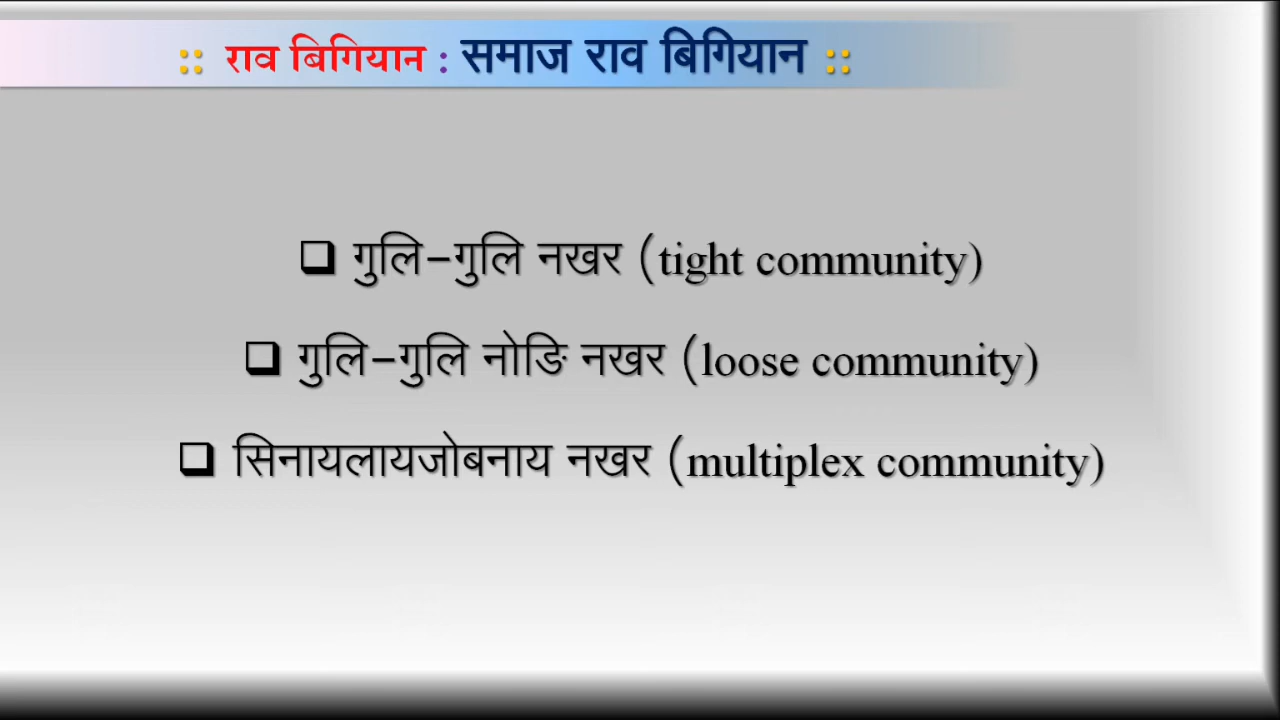 :: राव बिगियान : समाज राव बिगियान ::
❑ गुलि-गुलि नखर (tight community)
❑ गुलि-गुलि नोङि नखर (loose community)
❑ सिनायलायजोबनाय नखर (multiplex community)